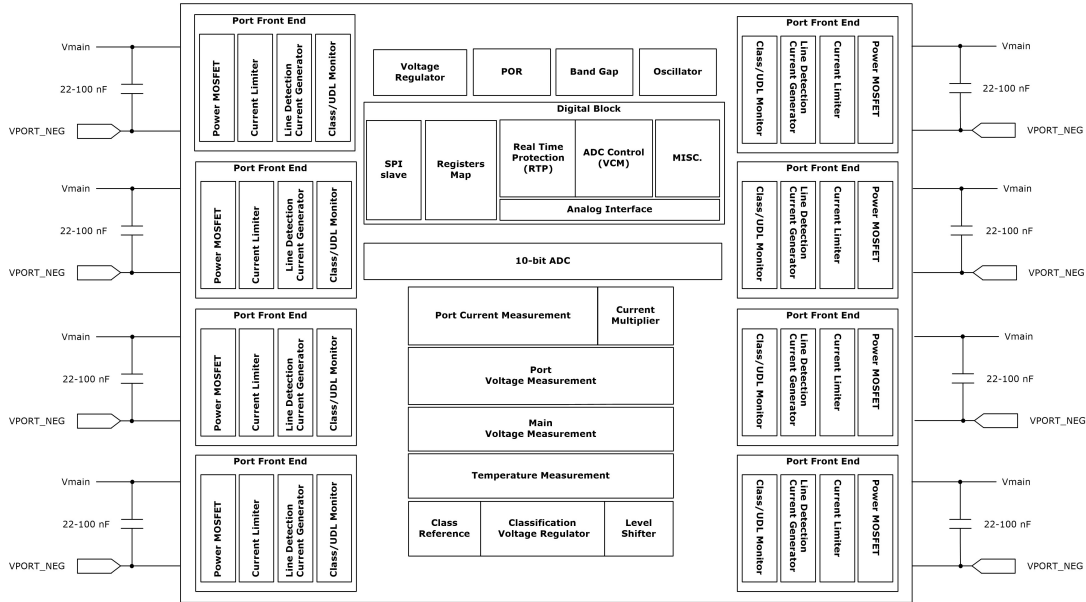 Port Front End
Vmain
22-100 nF
VPORT_NEG
Power MOSFET
Current Limiter
Line Detection
Current Generator
Class/UDL Monitor
Port Front End
Vmain
22-100 nF
VPORT_NEG
Power MOSFET
Current Limiter
Line Detection
Current Generator
Class/UDL Monitor
Port Front End
Vmain
22-100 nF
VPORT_NEG
Power MOSFET
Current Limiter
Line Detection
Current Generator
Class/UDL Monitor
Port Front End
Vmain
22-100 nF
VPORT_NEG
Power MOSFET
Current Limiter
Line Detection
Current Generator
Class/UDL Monitor
Voltage
Regulator
POR
Band Gap
Oscillator
Digital Block
SPI
slave
Registers
Map
Real Time
Protection
(RTP)
ADC Control
(VCM)
MISC.
Analog Interface
10-bit ADC
Port Current Measurement
Current
Multiplier
Port
Voltage Measurement
Main
Voltage Measurement
Temperature Measurement
Class
Reference
Classification
Voltage Regulator
Level
Shifter
Port Front End
Class/UDL Monitor
Line Detection
Current Generator
Current Limiter
Power MOSFET
Vmain
22-100 nF
VPORT_NEG
Port Front End
Class/UDL Monitor
Line Detection
Current Generator
Current Limiter
Power MOSFET
Vmain
22-100 nF
VPORT_NEG
Port Front End
Class/UDL Monitor
Line Detection
Current Generator
Current Limiter
Power MOSFET
Vmain
22-100 nF
VPORT_NEG
Port Front End
Class/UDL Monitor
Line Detection
Current Generator
Current Limiter
Power MOSFET
Vmain
22-100 nF
VPORT_NEG